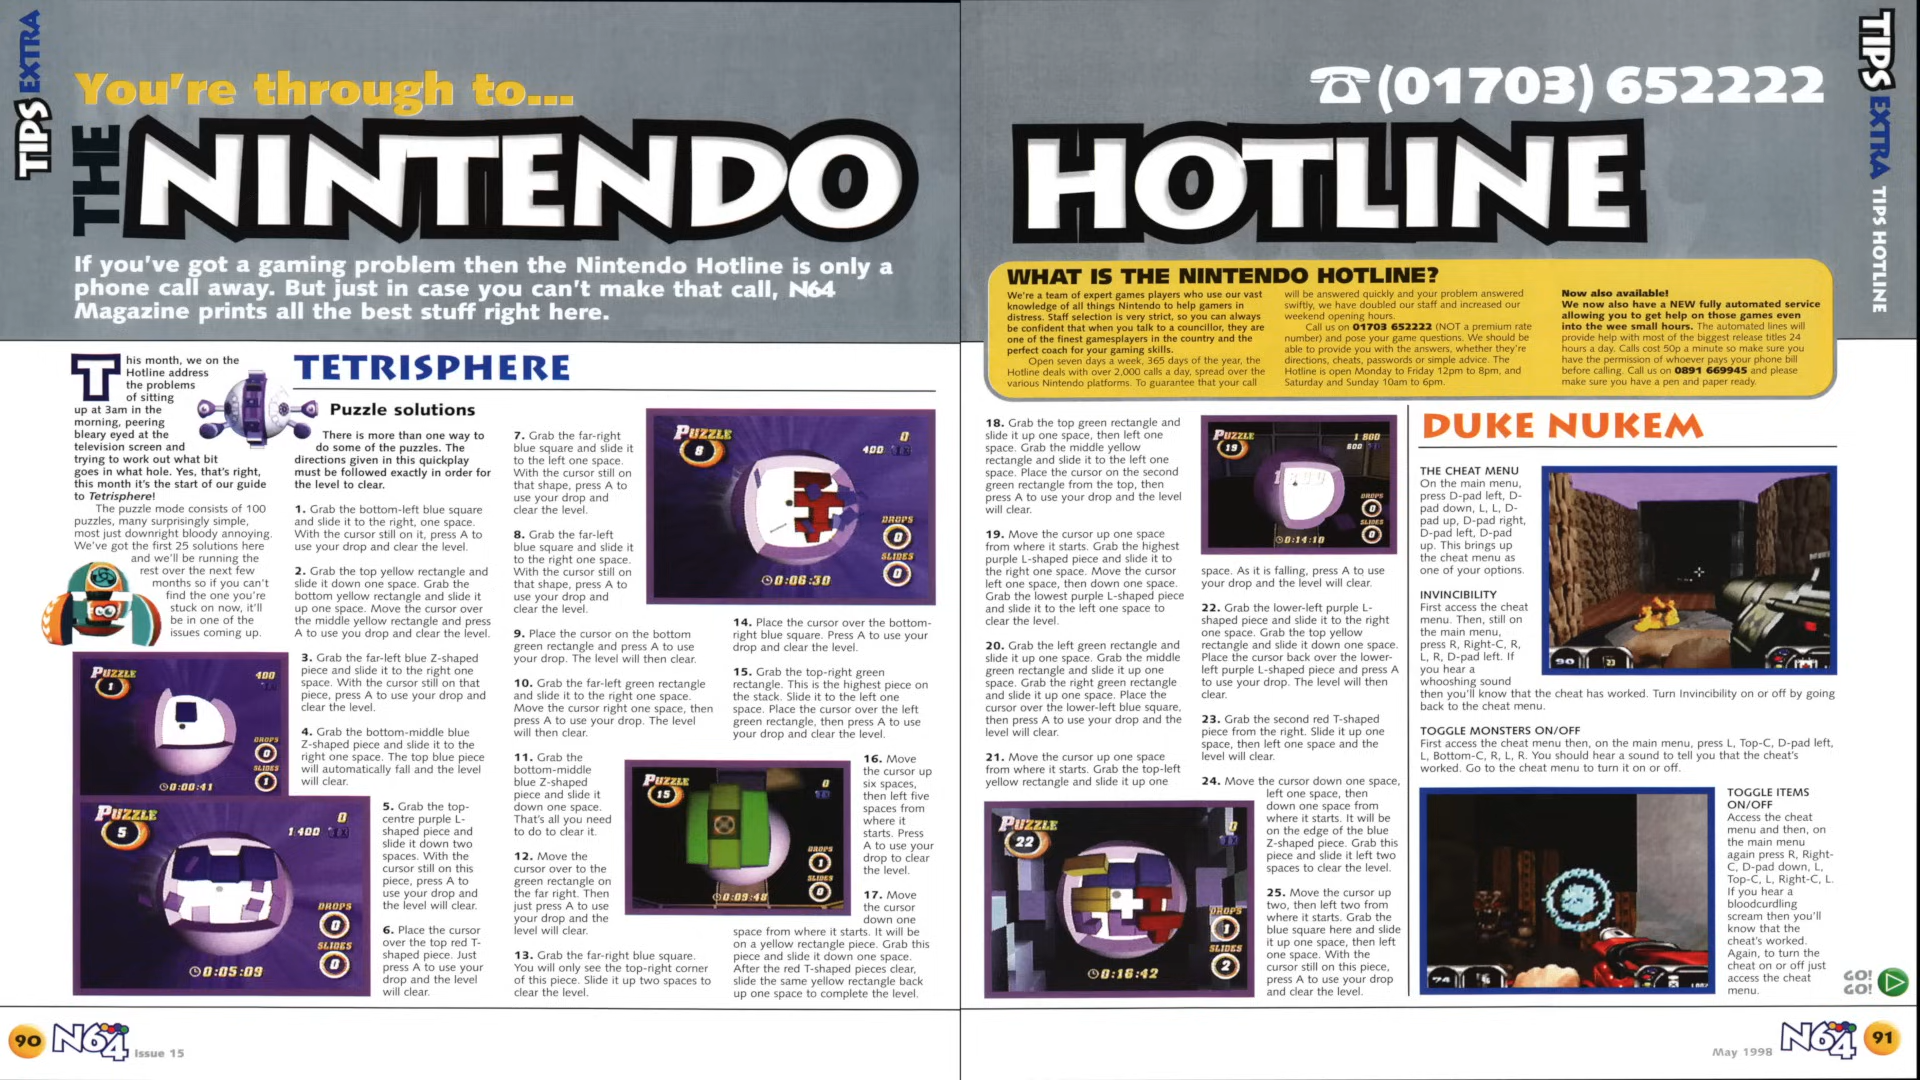 TIPS EXTRA
You're through to...
THE NINTENDO
If you've got a gaming problem then the Nintendo Hotline is only a
phone call away. But just in case you can't make that call, N64
Magazine prints all the best stuff right here.
This month, we on the
Hotline address
the problems
of sitting
up at 3am in the
morning, peering
bleary eyed at the
television screen and
trying to work out what bit
goes in what hole. Yes, that's right,
this month it's the start of our guide
to Tetrisphere!
The puzzle mode consists of 100
puzzles, many surprisingly simple,
most just downright bloody annoying.
We've got the first 25 solutions here
and we'll be running the
rest over the next few
months so if you can't
find the one you're
stuck on now, it'll
be in one of the
issues coming up.
TETRISPHERE
Puzzle solutions
There is more than one way to
do some of the puzzles. The
directions given in this quickplay
must be followed exactly in order for
the level to clear.
1. Grab the bottom-left blue square
and slide it to the right, one space.
With the cursor still on it, press A to
use your drop and clear the level.
2. Grab the top yellow rectangle and
slide it down one space. Grab the
bottom yellow rectangle and slide it
up one space. Move the cursor over
the middle yellow rectangle and press
A to use you drop and clear the level.
3. Grab the far-left blue Z-shaped
piece and slide it to the right one
space. With the cursor still on that
piece, press A to use your drop and
clear the level.
4. Grab the bottom-middle blue
Z-shaped piece and slide it to the
right one space. The top blue piece
will automatically fall and the level
will clear.
5. Grab the top-
centre purple L-
shaped piece and
slide it down two
spaces. With the
cursor still on this
piece, press A to
use your drop and
the level will clear.
6. Place the cursor
over the top red T-
shaped piece. Just
press A to use your
drop and the level
will clear.
PUZZLE
1
400
DROPS
0
SLIDES
1
0:00:41
PUZZLE
5
0
1400
DROPS
0
SLIDES
0
0:05:09
7. Grab the far-right
blue square and slide it
to the left one space.
With the cursor still on
that shape, press A to
use your drop and
clear the level.
8. Grab the far-left
blue square and slide it
to the right one space.
With the cursor still on
that shape, press A to
use your drop and
clear the level.
9. Place the cursor on the bottom
green rectangle and press A to use
your drop. The level will then clear.
10. Grab the far-left green rectangle
and slide it to the right one space.
Move the cursor right one space, then
press A to use your drop. The level
will then clear.
11. Grab the
bottom-middle
blue Z-shaped
piece and slide it
down one space.
That's all you need
to do to clear it.
12. Move the
cursor over to the
green rectangle on
the far right. Then
just press A to use
your drop and the
level will clear.
13. Grab the far-right blue square.
You will only see the top-right corner
of this piece. Slide it up two spaces to
clear the level.
PUZZLE
8
0
400
DROPS
0
SLIDES
0
0:06:30
14. Place the cursor over the bottom-
right blue square. Press A to use your
drop and clear the level.
15. Grab the top-right green
rectangle. This is the highest piece on
the stack. Slide it to the left one
space. Place the cursor over the left
green rectangle, then press A to use
your drop and clear the level.
PUZZLE
15
0
DROPS
1
SLIDES
0
0:09:48
16. Move
the cursor up
six spaces,
then left five
spaces from
where it
starts. Press
A to use your
drop to clear
the level.
17. Move
the cursor
down one
space from where it starts. It will be
on a yellow rectangle piece. Grab this
piece and slide it down one space.
After the red T-shaped pieces clear,
slide the same yellow rectangle back
up one space to complete the level.
90
N64
Issue 15
(01703) 652222
HOTLINE
TIPS EXTRA TIPS HOTLINE
WHAT IS THE NINTENDO HOTLINE?
We're a team of expert games players who use our vast
knowledge of all things Nintendo to help gamers in
distress. Staff selection is very strict, so you can always
be confident that when you talk to a councillor, they are
one of the finest gamesplayers in the country and the
perfect coach for your gaming skills.
Open seven days a week, 365 days of the year, the
Hotline deals with over 2,000 calls a day, spread over the
various Nintendo platforms. To guarantee that your call
will be answered quickly and your problem answered
swiftly, we have doubled our staff and increased our
weekend opening hours.
Call us on 01703 652222 (NOT a premium rate
number) and pose your game questions. We should be
able to provide you with the answers, whether they're
directions, cheats, passwords or simple advice. The
Hotline is open Monday to Friday 12pm to 8pm, and
Saturday and Sunday 10am to 6pm.
Now also available!
We now also have a NEW fully automated service
allowing you to get help on those games even
into the wee small hours. The automated lines will
provide help with most of the biggest release titles 24
hours a day. Calls cost 50p a minute so make sure you
have the permission of whoever pays your phone bill
before calling. Call us on 0891 669945 and please
make sure you have a pen and paper ready.
18. Grab the top green rectangle and
slide it up one space, then left one
space. Grab the middle yellow
rectangle and slide it to the left one
space. Place the cursor on the second
green rectangle from the top, then
press A to use your drop and the level
will clear.
19. Move the cursor up one space
from where it starts. Grab the highest
purple L-shaped piece and slide it to
the right one space. Move the cursor
left one space, then down one space.
Grab the lowest purple L-shaped piece
and slide it to the left one space to
clear the level.
20. Grab the left green rectangle and
slide it up one space. Grab the middle
green rectangle and slide it up one
space. Grab the right green rectangle
and slide it up one space. Place the
cursor over the lower-left blue square,
then press A to use your drop and the
level will clear.
21. Move the cursor up one space
from where it starts. Grab the top-left
yellow rectangle and slide it up one
PUZZLE
22
0
DROPS
1
SLIDES
2
0:16:42
PUZZLE
19
1800
800
DROPS
0
SLIDES
0
0:14:10
space. As it is falling, press A to use
your drop and the level will clear.
22. Grab the lower-left purple L-
shaped piece and slide it to the right
one space. Grab the top yellow
rectangle and slide it down one space.
Place the cursor back over the lower-
left purple L-shaped piece and press A
to use your drop. The level will then
clear.
23. Grab the second red T-shaped
piece from the right. Slide it up one
space, then left one space and the
level will clear.
24. Move the cursor down one space,
left one space, then
down one space from
where it starts. It will be
on the edge of the blue
Z-shaped piece. Grab this
piece and slide it left two
spaces to clear the level.
25. Move the cursor up
two, then left two from
where it starts. Grab the
blue square here and slide
it up one space, then left
one space. With the
cursor still on this piece,
press A to use your drop
and clear the level.
DUKE NUKEM
THE CHEAT MENU
On the main menu,
press D-pad left, D-
pad down, L, L, D-
pad up, D-pad right,
D-pad left, D-pad
up. This brings up
the cheat menu as
one of your options.
INVINCIBILITY
First access the cheat
menu. Then, still on
the main menu,
press R, Right-C, R,
L, R, D-pad left. If
you hear a
whooshing sound
then you'll know that the cheat has worked. Turn Invincibility on or off by going
back to the cheat menu.
90
23
TOGGLE MONSTERS ON/OFF
First access the cheat menu then, on the main menu, press L, Top-C, D-pad left,
L, Bottom-C, R, L, R. You should hear a sound to tell you that the cheat's
worked. Go to the cheat menu to turn it on or off.
74
TOGGLE ITEMS
ON/OFF
Access the cheat
menu and then, on
the main menu
again press R, Right-
C, D-pad down, L,
Top-C, L, Right-C, L.
If you hear a
bloodcurdling
scream then you'll
know that the
cheat's worked.
Again, to turn the
cheat on or off just
access the cheat
menu.
GO!
GO!
May 1998
N64
91